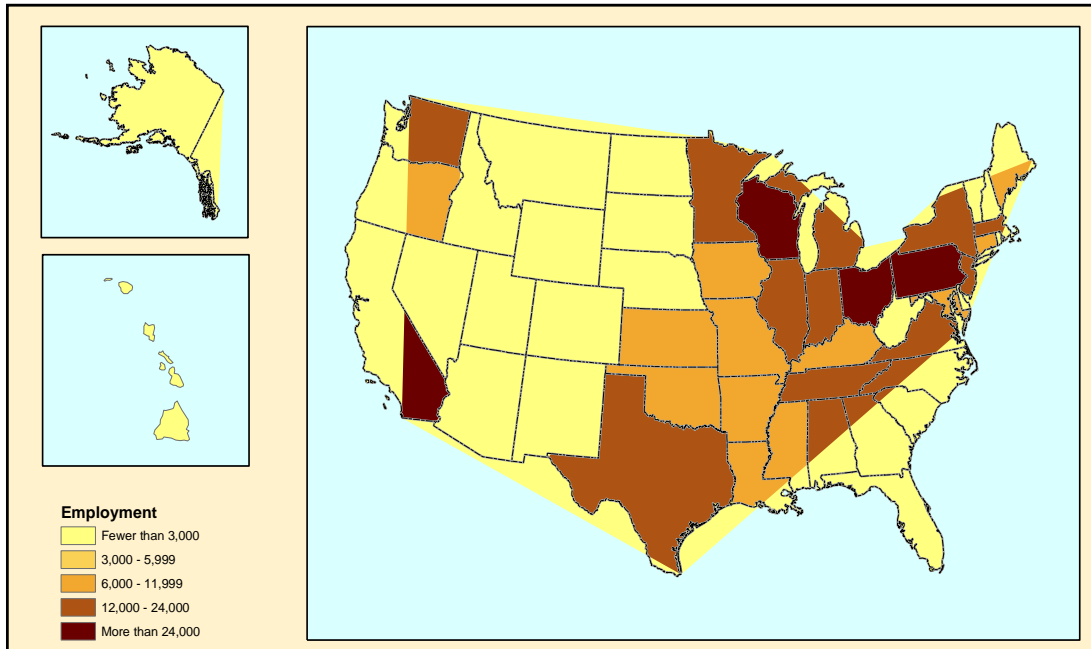 Employment
Fewer than 3,000
3,000 - 5,999
6,000 - 11,999
12,000 - 24,000
More than 24,000